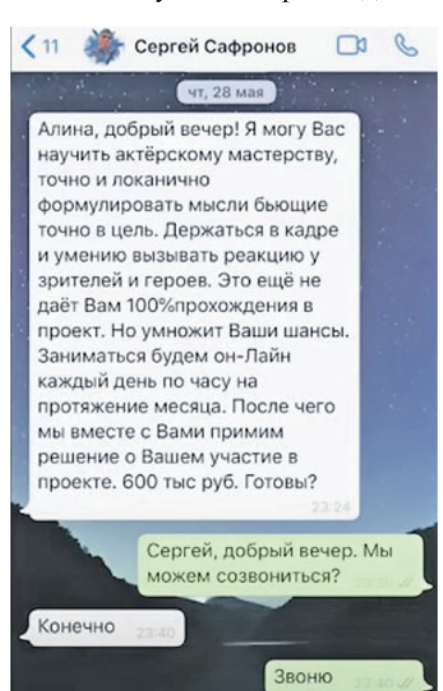 11 Сергей Сафронов
чт, 28 мая
Алина, добрый вечер! Я могу Вас
научить актёрскому мастерству,
точно и локанично
формулировать мысли бьющие
точно в цель. Держаться в кадре
и умению вызывать реакцию у
зрителей и героев. Это ещё не
даёт Вам 100%прохождения в
проект. Но умножит Ваши шансы.
Заниматься будем он-Лайн
каждый день по часу на
протяжение месяца. После чего
мы вместе с Вами примим
решение о Вашем участие в
проекте. 600 тыс руб. Готовы?
23:24
Сергей, добрый вечер. Мы
можем созвониться?
Конечно 23:40
Звоню 23:40